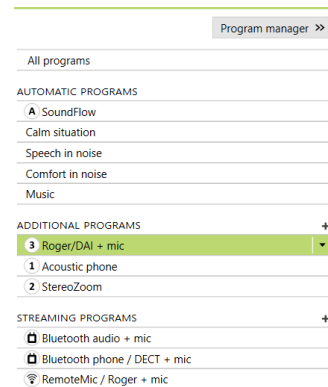 Program manager »
All programs
AUTOMATIC PROGRAMS
A SoundFlow
Calm situation
Speech in noise
Comfort in noise
Music
ADDITIONAL PROGRAMS +
3 Roger/DAI + mic
1 Acoustic phone
2 StereoZoom
STREAMING PROGRAMS +
Bluetooth audio + mic
Bluetooth phone / DECT + mic
RemoteMic / Roger + mic